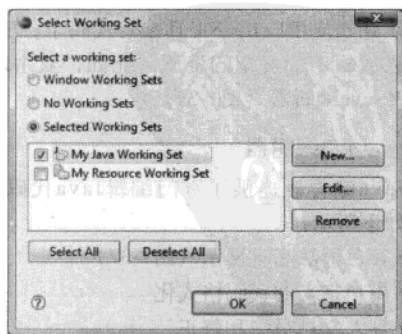 Select Working Set
Select a working set:
Window Working Sets
No Working Sets
Selected Working Sets
My Java Working Set
My Resource Working Set
New...
Edit...
Remove
Select All
Deselect All
OK
Cancel